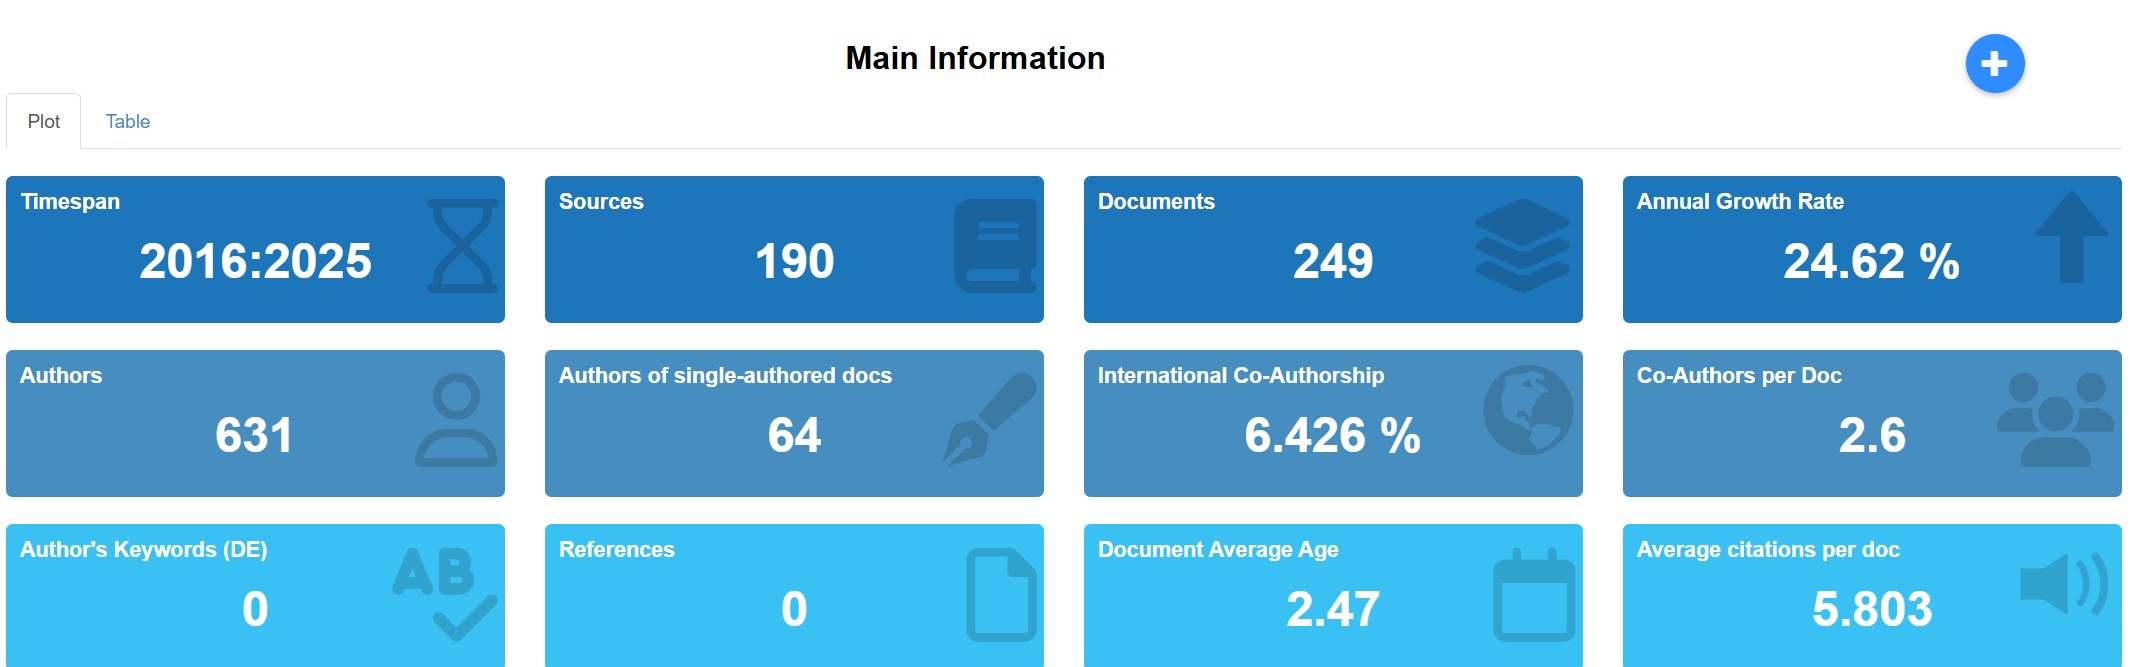 Main Information
Plot Table
Timespan
2016:2025
Sources
190
Documents
249
Annual Growth Rate
24.62 %
Authors
631
Authors of single-authored docs
64
International Co-Authorship
6.426 %
Co-Authors per Doc
2.6
Author's Keywords (DE)
0
AB
References
0
Document Average Age
2.47
Average citations per doc
5.803